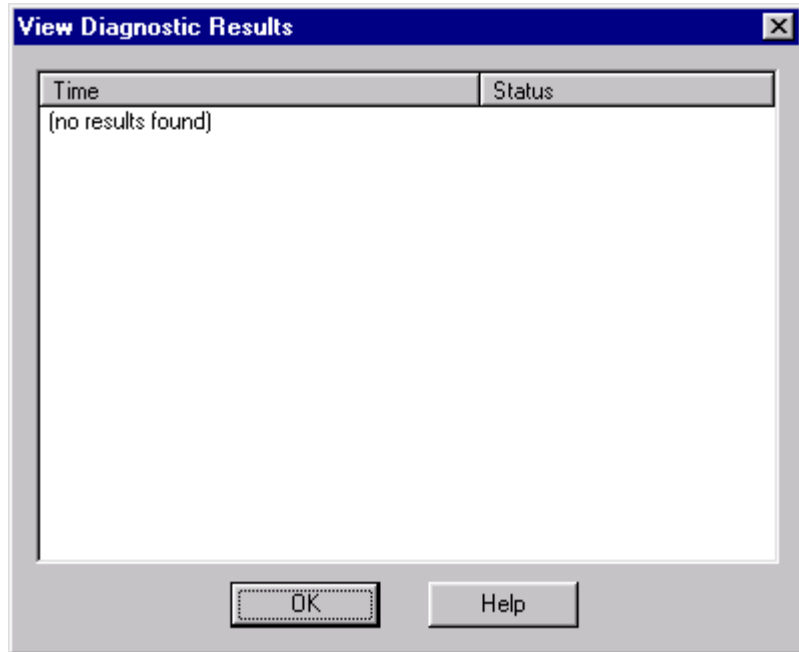 View Diagnostic Results
Time Status
(no results found)
OK Help